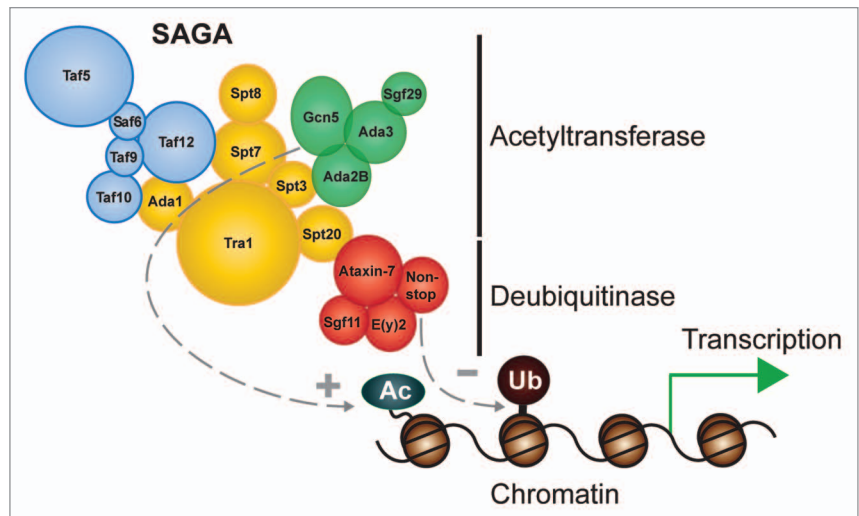 SAGA
Taf5
Saf6
Taf9
Taf12
Taf10
Ada1
Spt8
Spt7
Spt3
Tra1
Spt20
Gcn5
Sgf29
Ada3
Ada2B
Ataxin-7
Non-
stop
Sgf11
E(y)2
Acetyltransferase
Deubiquitinase
Transcription
+
Ac
−
Ub
Chromatin